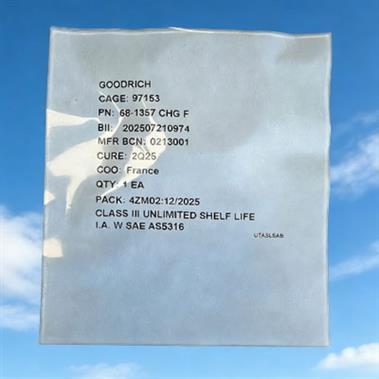 GOODRICH
CAGE: 97153
PN: 68-1357 CHG F
BII: 202507210974
MFR BCN: 0213001
CURE: 2Q25
COO: France
QTY: 1 EA
PACK: 4ZM02:12/2025
CLASS III UNLIMITED SHELF LIFE
I.A. W SAE AS5316